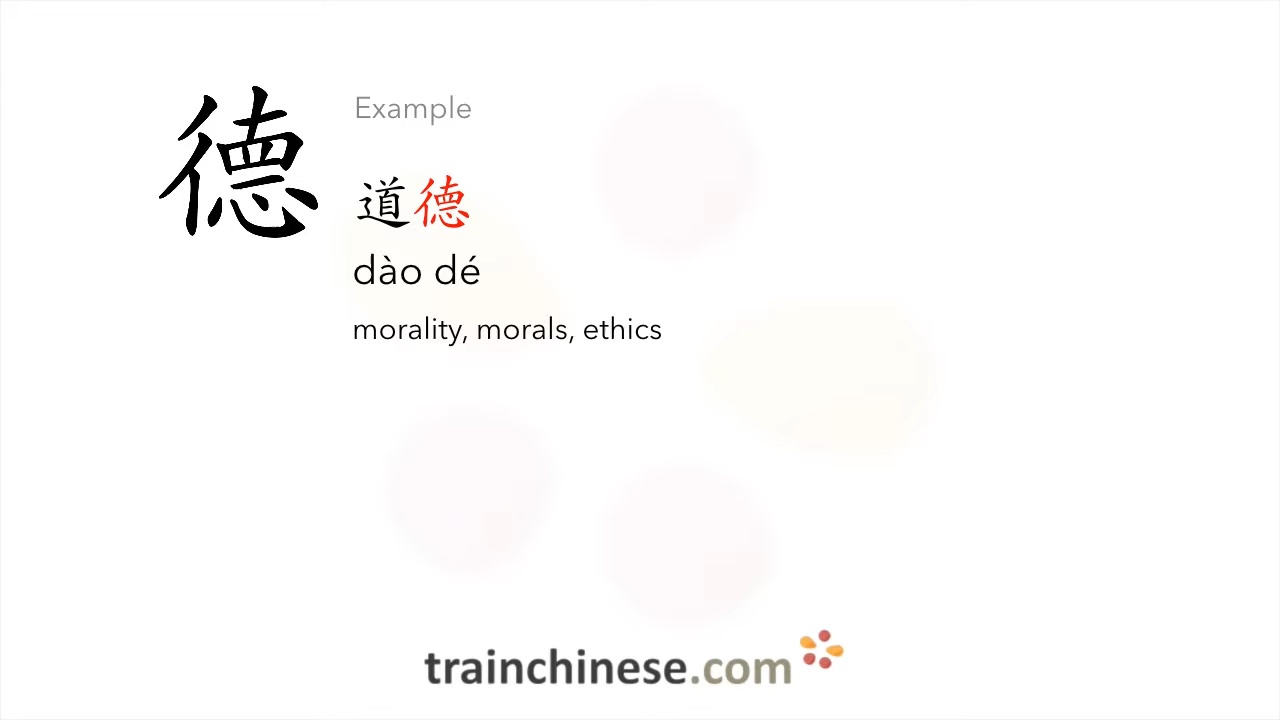 德
Example
道德
dào dé
morality, morals, ethics
trainchinese.com